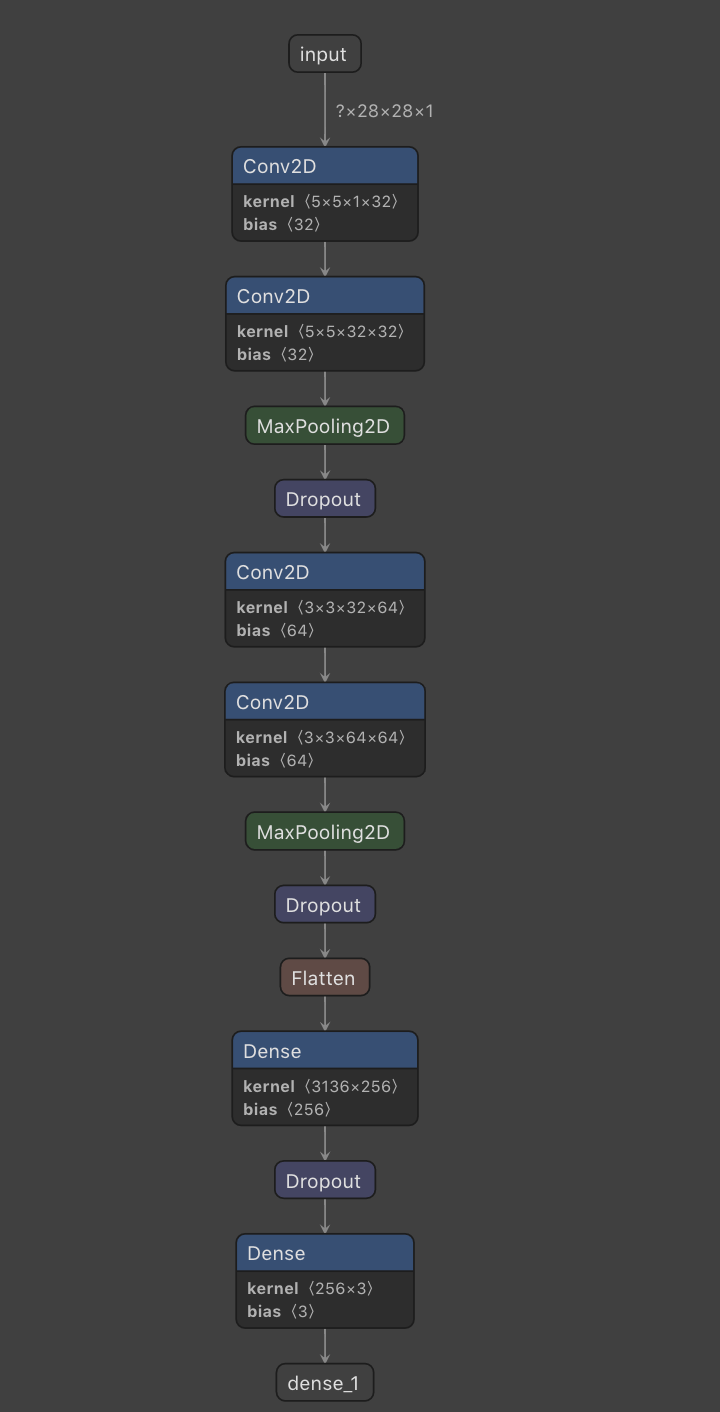 input
?×28×28×1
Conv2D
kernel 〈5×5×1×32〉
bias 〈32〉
Conv2D
kernel 〈5×5×32×32〉
bias 〈32〉
MaxPooling2D
Dropout
Conv2D
kernel 〈3×3×32×64〉
bias 〈64〉
Conv2D
kernel 〈3×3×64×64〉
bias 〈64〉
MaxPooling2D
Dropout
Flatten
Dense
kernel 〈3136×256〉
bias 〈256〉
Dropout
Dense
kernel 〈256×3〉
bias 〈3〉
dense_1